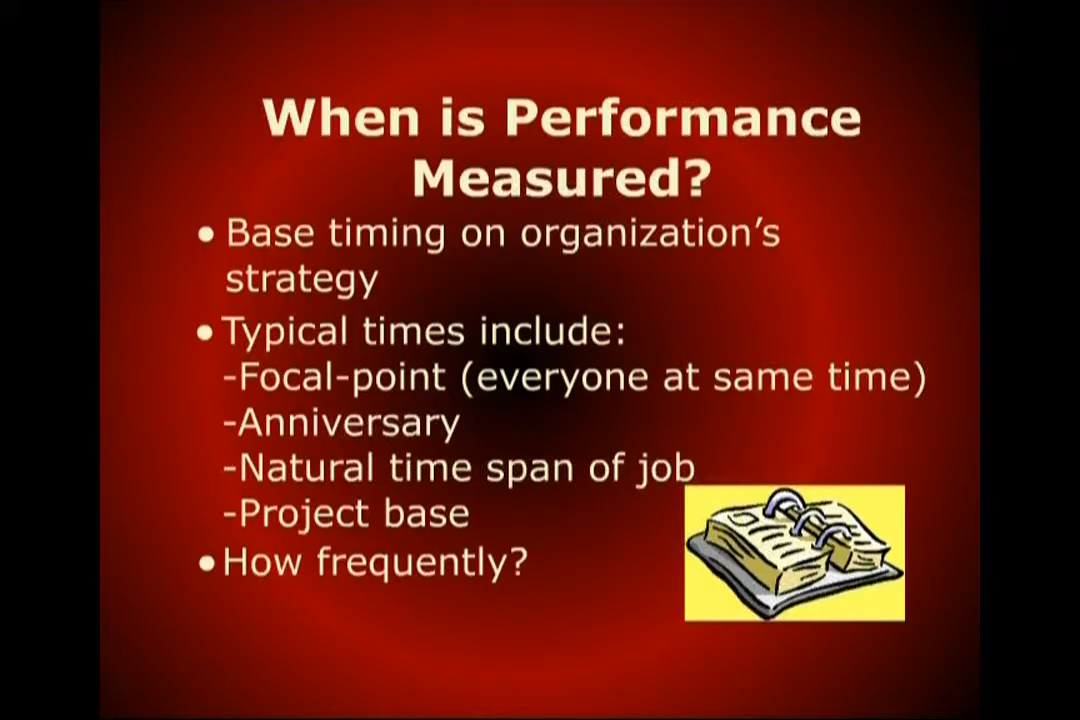 When is Performance
Measured?
• Base timing on organization’s
strategy
• Typical times include:
-Focal-point (everyone at same time)
-Anniversary
-Natural time span of job
-Project base
• How frequently?